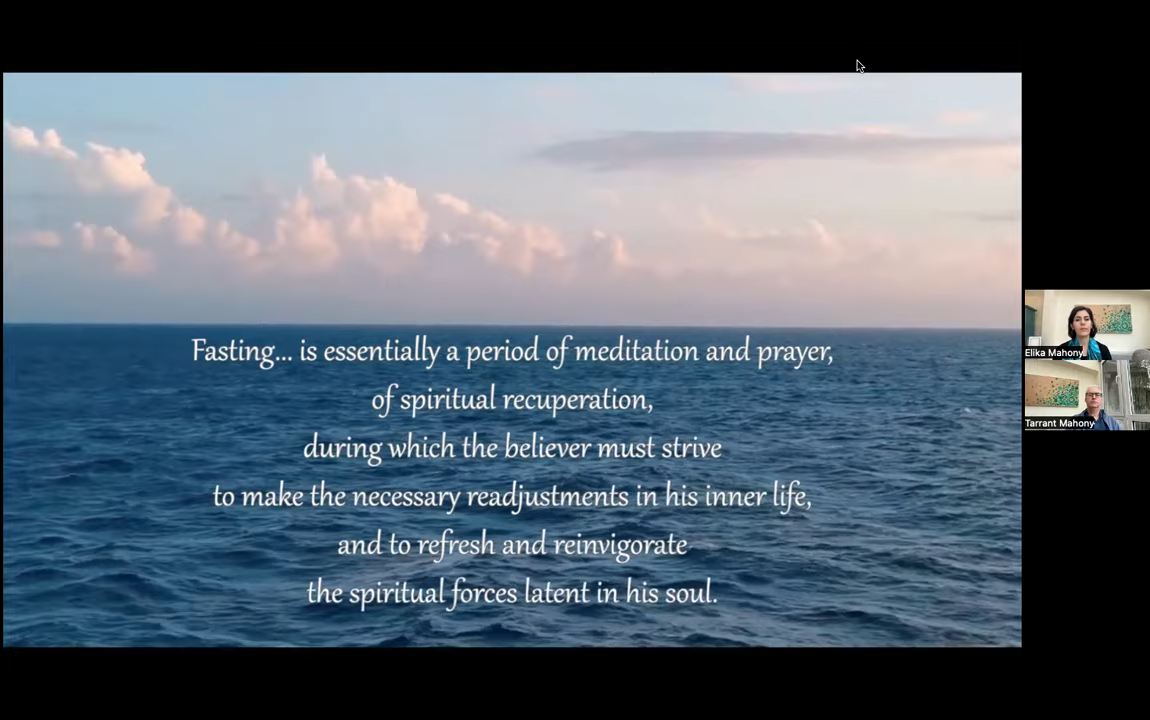 Fasting... is essentially a period of meditation and prayer,
of spiritual recuperation,
during which the believer must strive
to make the necessary readjustments in his inner life,
and to refresh and reinvigorate
the spiritual forces latent in his soul.
Elika Mahony
Tarrant Mahony